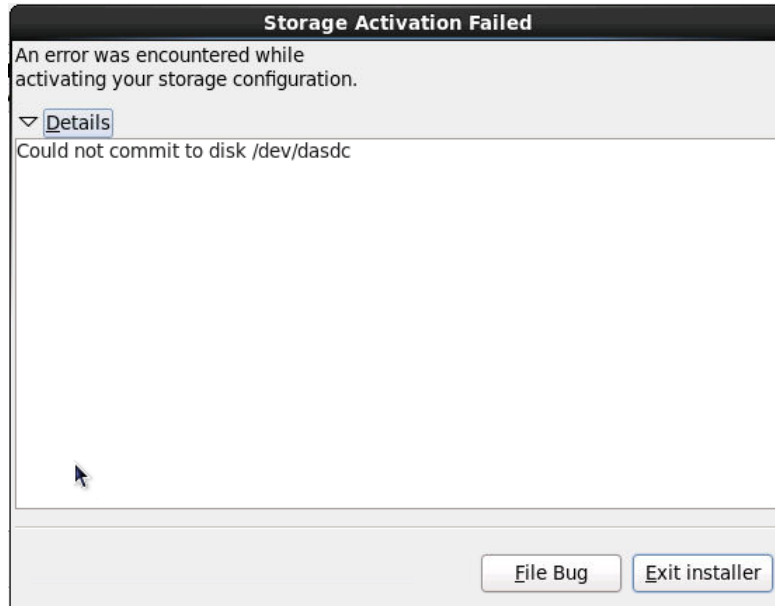 Storage Activation Failed
An error was encountered while
activating your storage configuration.
Details
Could not commit to disk /dev/dasdc
File Bug
Exit installer